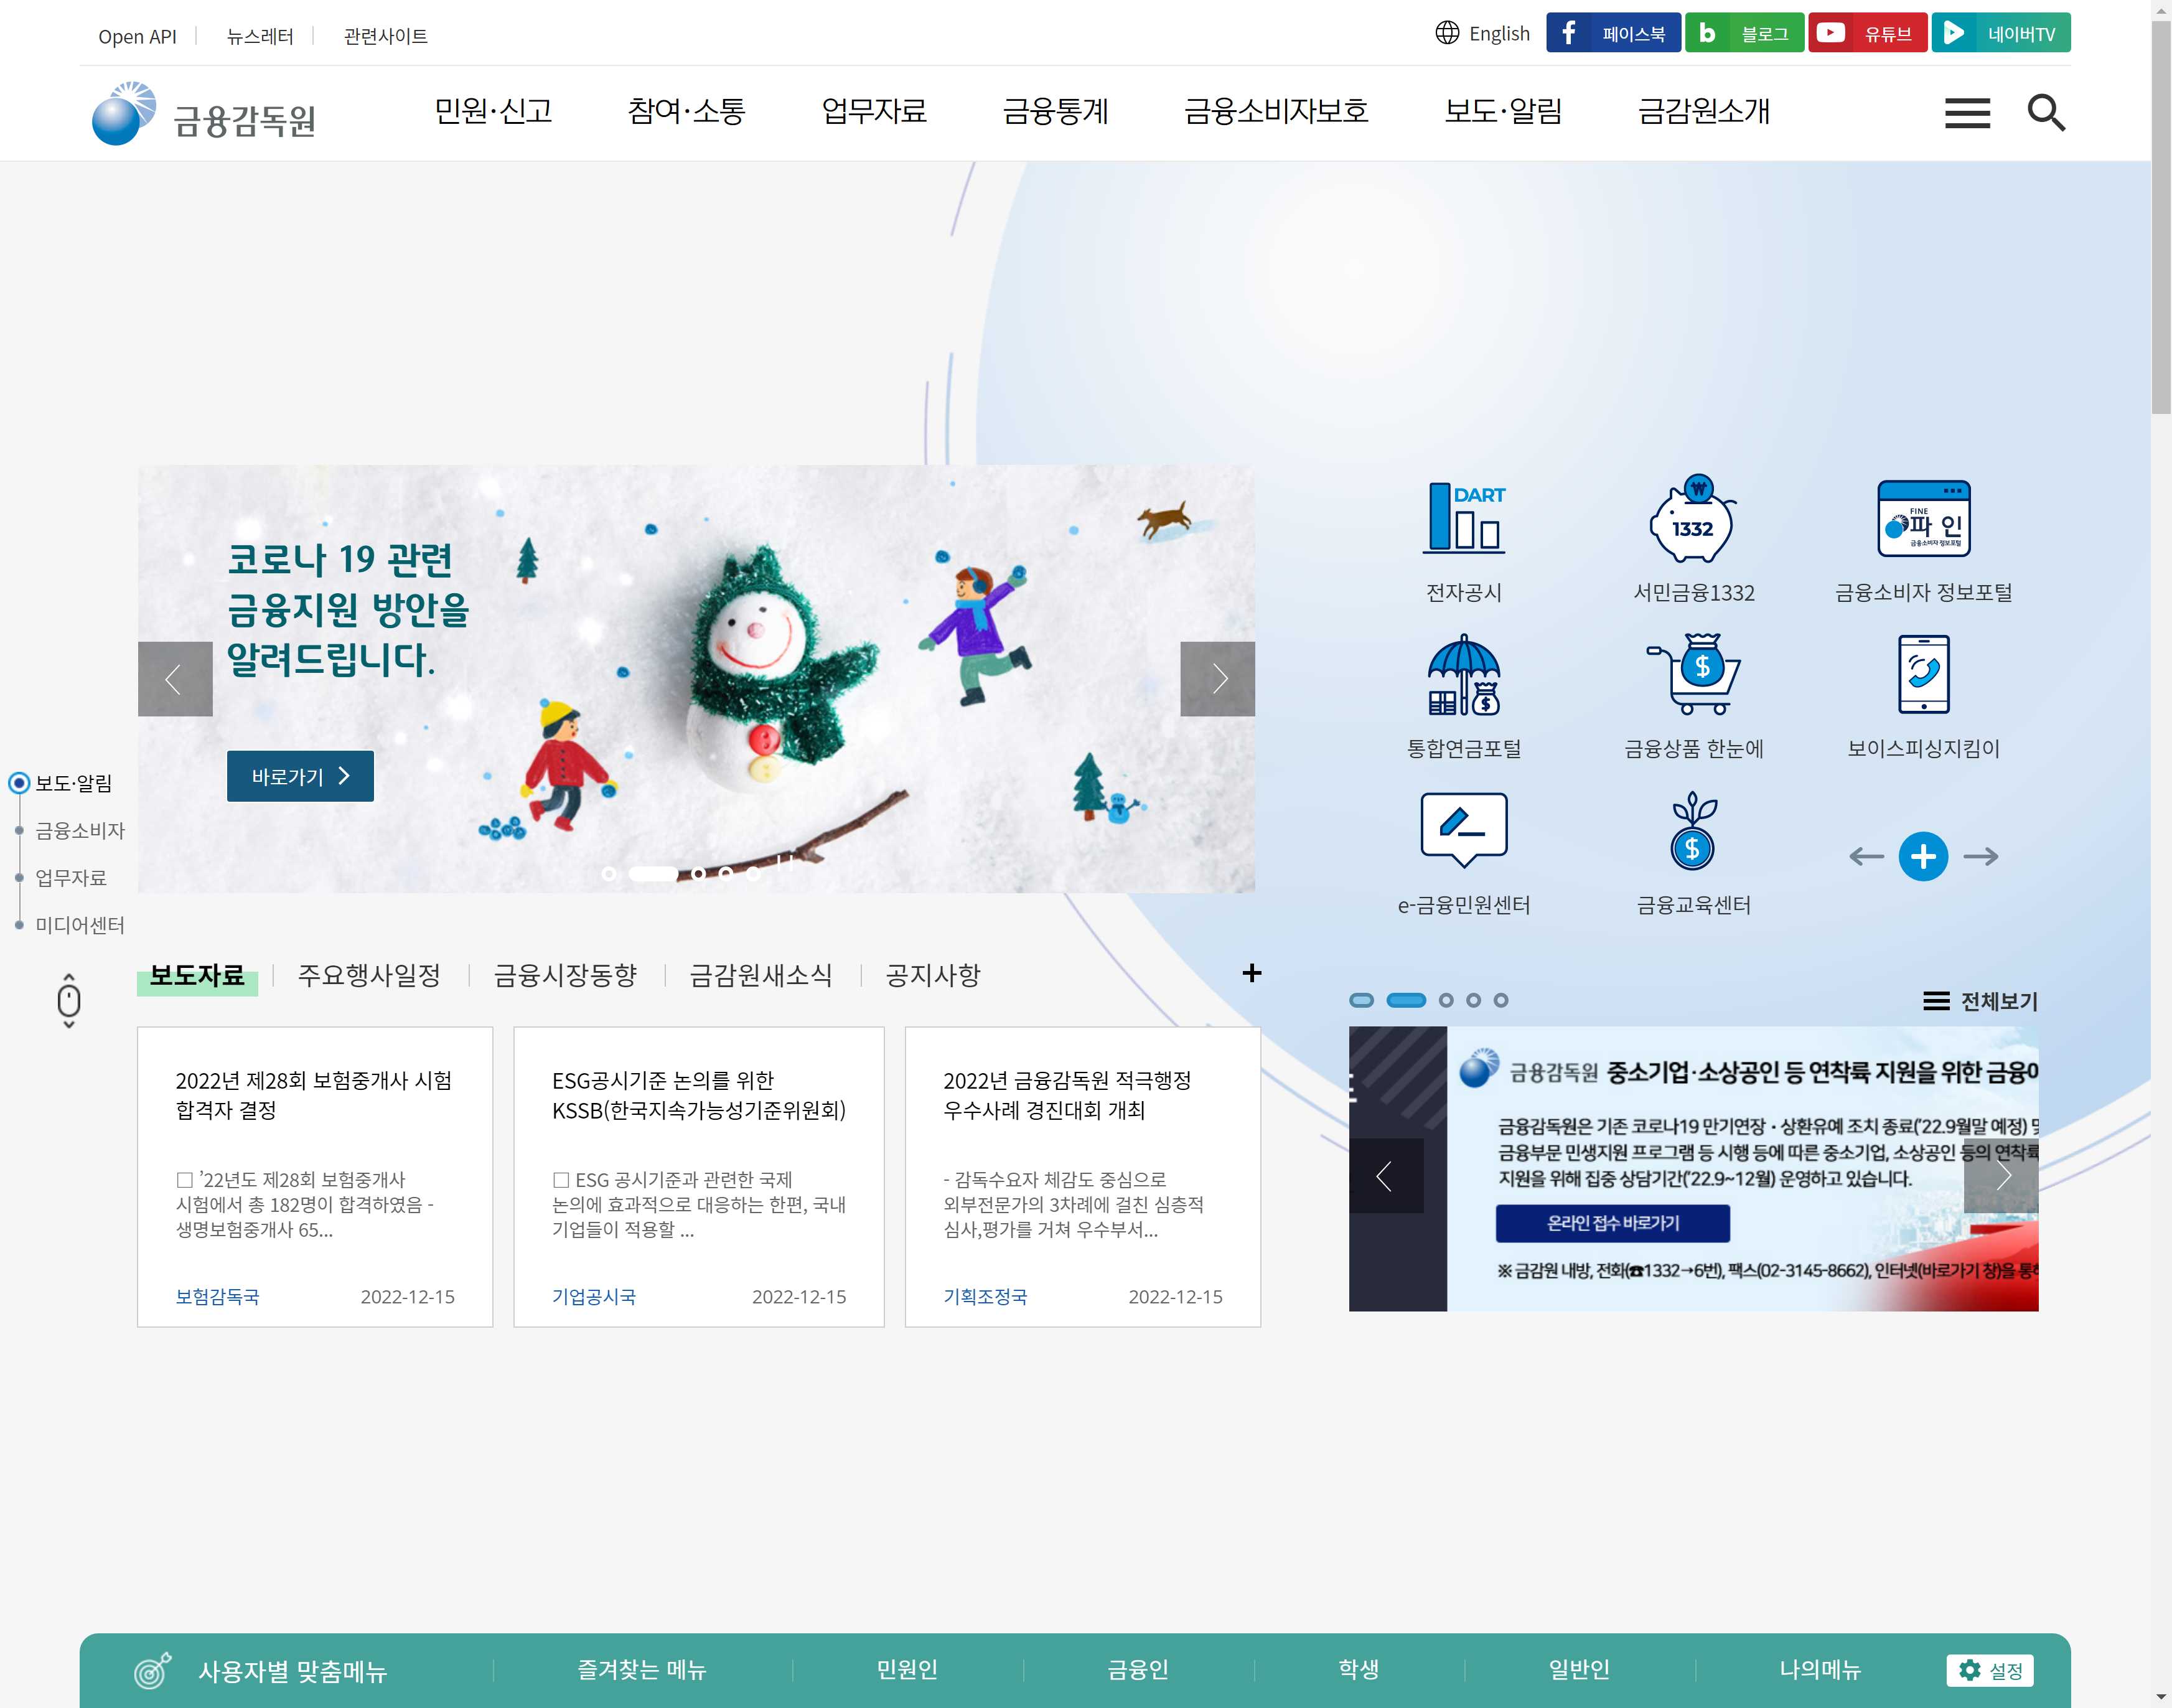 Open API
뉴스레터
관련사이트
English
페이스북
블로그
유튜브
네이버TV
금융감독원
민원·신고
참여·소통
업무자료
금융통계
금융소비자보호
보도·알림
금감원소개
코로나 19 관련
금융지원 방안을
알려드립니다.
바로가기
DART
전자공시
1332
서민금융1332
FINE
파인
금융소비자 정보포털
금융소비자 정보포털
통합연금포털
금융상품 한눈에
보이스피싱지킴이
e-금융민원센터
금융교육센터
보도·알림
금융소비자
업무자료
미디어센터
보도자료
주요행사일정
금융시장동향
금감원새소식
공지사항
2022년 제28회 보험중개사 시험
합격자 결정
□ ’22년도 제28회 보험중개사
시험에서 총 182명이 합격하였음 -
생명보험중개사 65...
보험감독국 2022-12-15
ESG공시기준 논의를 위한
KSSB(한국지속가능성기준위원회)
□ ESG 공시기준과 관련한 국제
논의에 효과적으로 대응하는 한편, 국내
기업들이 적용할 ...
기업공시국 2022-12-15
2022년 금융감독원 적극행정
우수사례 경진대회 개최
- 감독수요자 체감도 중심으로
외부전문가의 3차례에 걸친 심층적
심사,평가를 거쳐 우수부서...
기획조정국 2022-12-15
전체보기
금융감독원 중소기업·소상공인 등 연착륙 지원을 위한
금융감독원은 기존 코로나19 만기연장·상환유예 조치 종료(’22.9월말 예정)
금융부문 민생지원 프로그램 등 시행 등에 따른 중소기업, 소상공인 등의 연착륙
지원을 위해 집중 상담기간(’22.9~12월) 운영하고 있습니다.
온라인 접수 바로가기
※ 금감원 내방, 전화(☎1332→6번), 팩스(02-3145-8662), 인터넷(바로가기 창)을
사용자별 맞춤메뉴
즐겨찾는 메뉴
민원인
금융인
학생
일반인
나의메뉴
설정